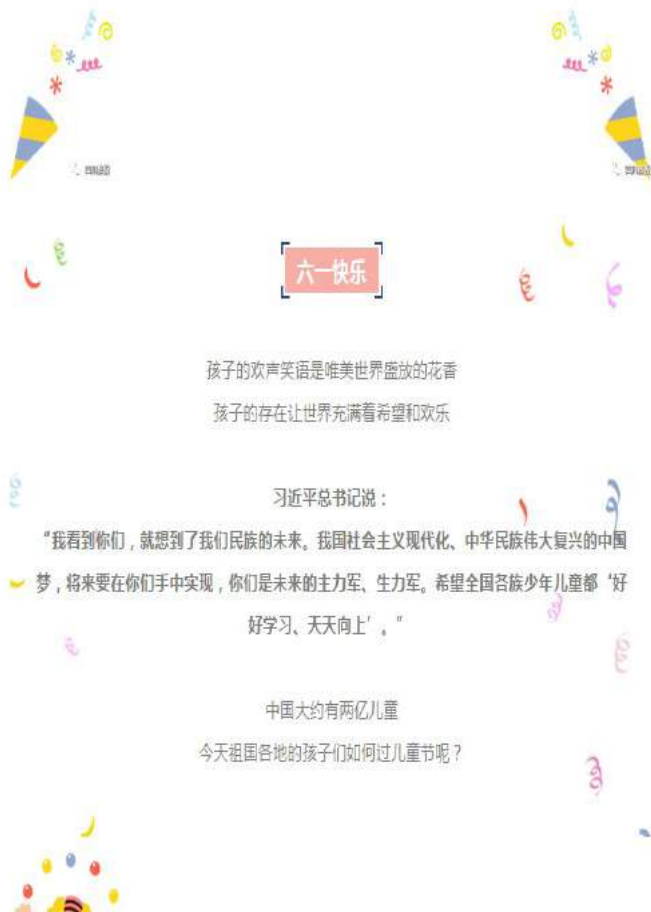 六一快乐
孩子的欢声笑语是唯美世界盛放的花香
孩子的存在让世界充满着希望和欢乐
习近平总书记说：
“我看到你们，就想到了我们民族的未来。我国社会主义现代化、中华民族伟大复兴的中国
梦，将来要在你们手中实现，你们是未来的主力军、生力军。希望全国各族少年儿童都‘好
好学习、天天向上’。”
中国大约有两亿儿童
今天祖国各地的孩子们如何过儿童节呢？